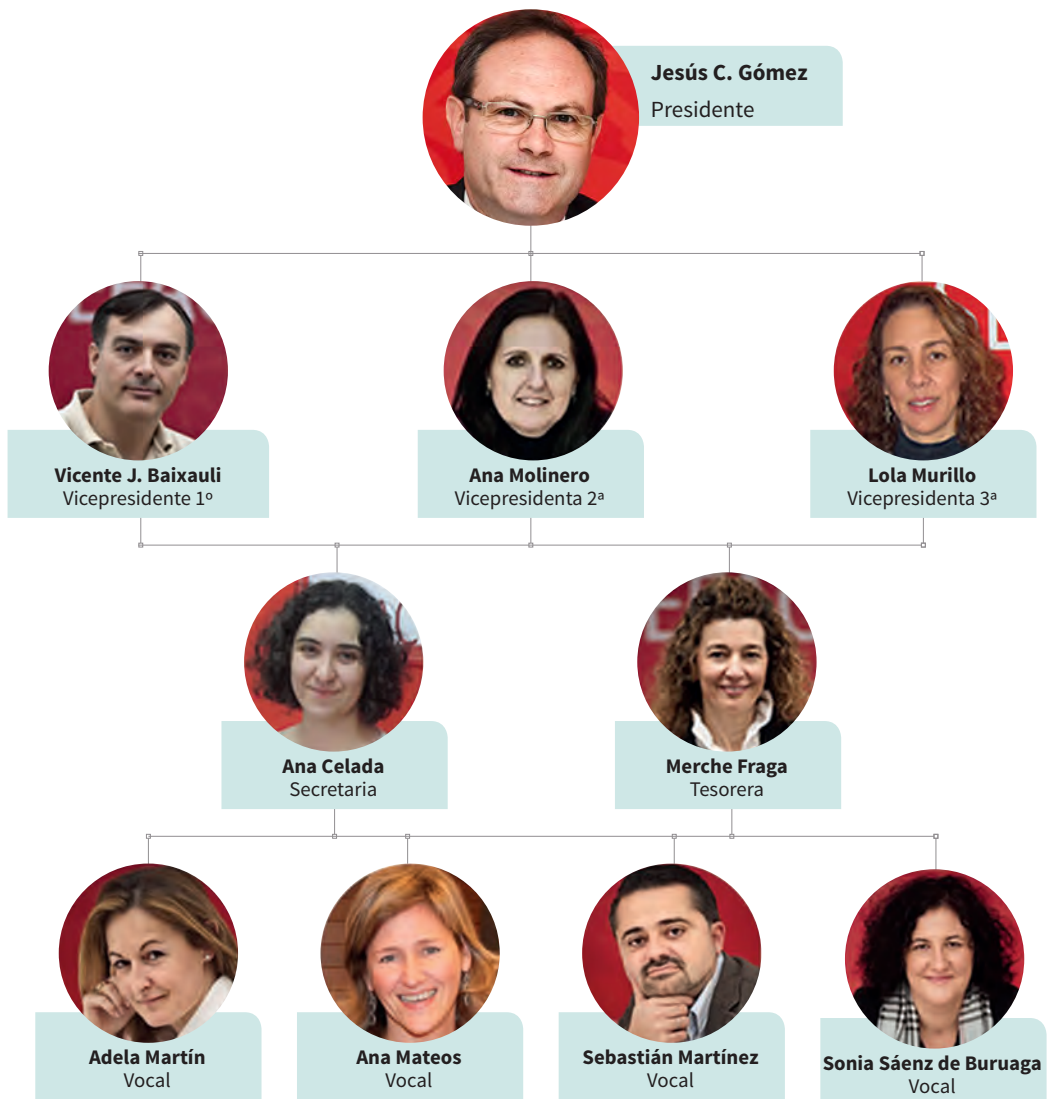 Jesús C. Gómez
Presidente
Vicente J. Baixauli
Vicepresidente 1º
Ana Molinero
Vicepresidenta 2ª
Lola Murillo
Vicepresidenta 3ª
Ana Celada
Secretaria
Merche Fraga
Tesorera
Adela Martín
Vocal
Ana Mateos
Vocal
Sebastián Martínez
Vocal
Sonia Sáenz de Buruaga
Vocal